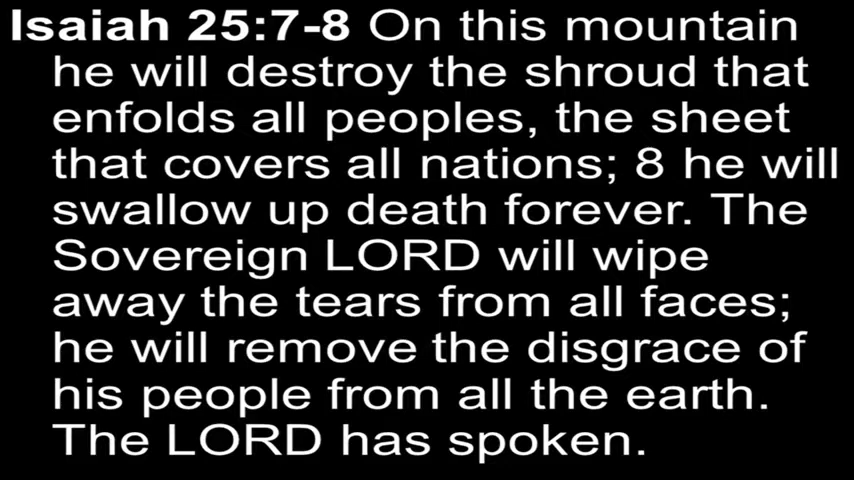 Isaiah 25:7-8 On this mountain
he will destroy the shroud that
enfolds all peoples, the sheet
that covers all nations; 8 he will
swallow up death forever. The
Sovereign LORD will wipe
away the tears from all faces;
he will remove the disgrace of
his people from all the earth.
The LORD has spoken.